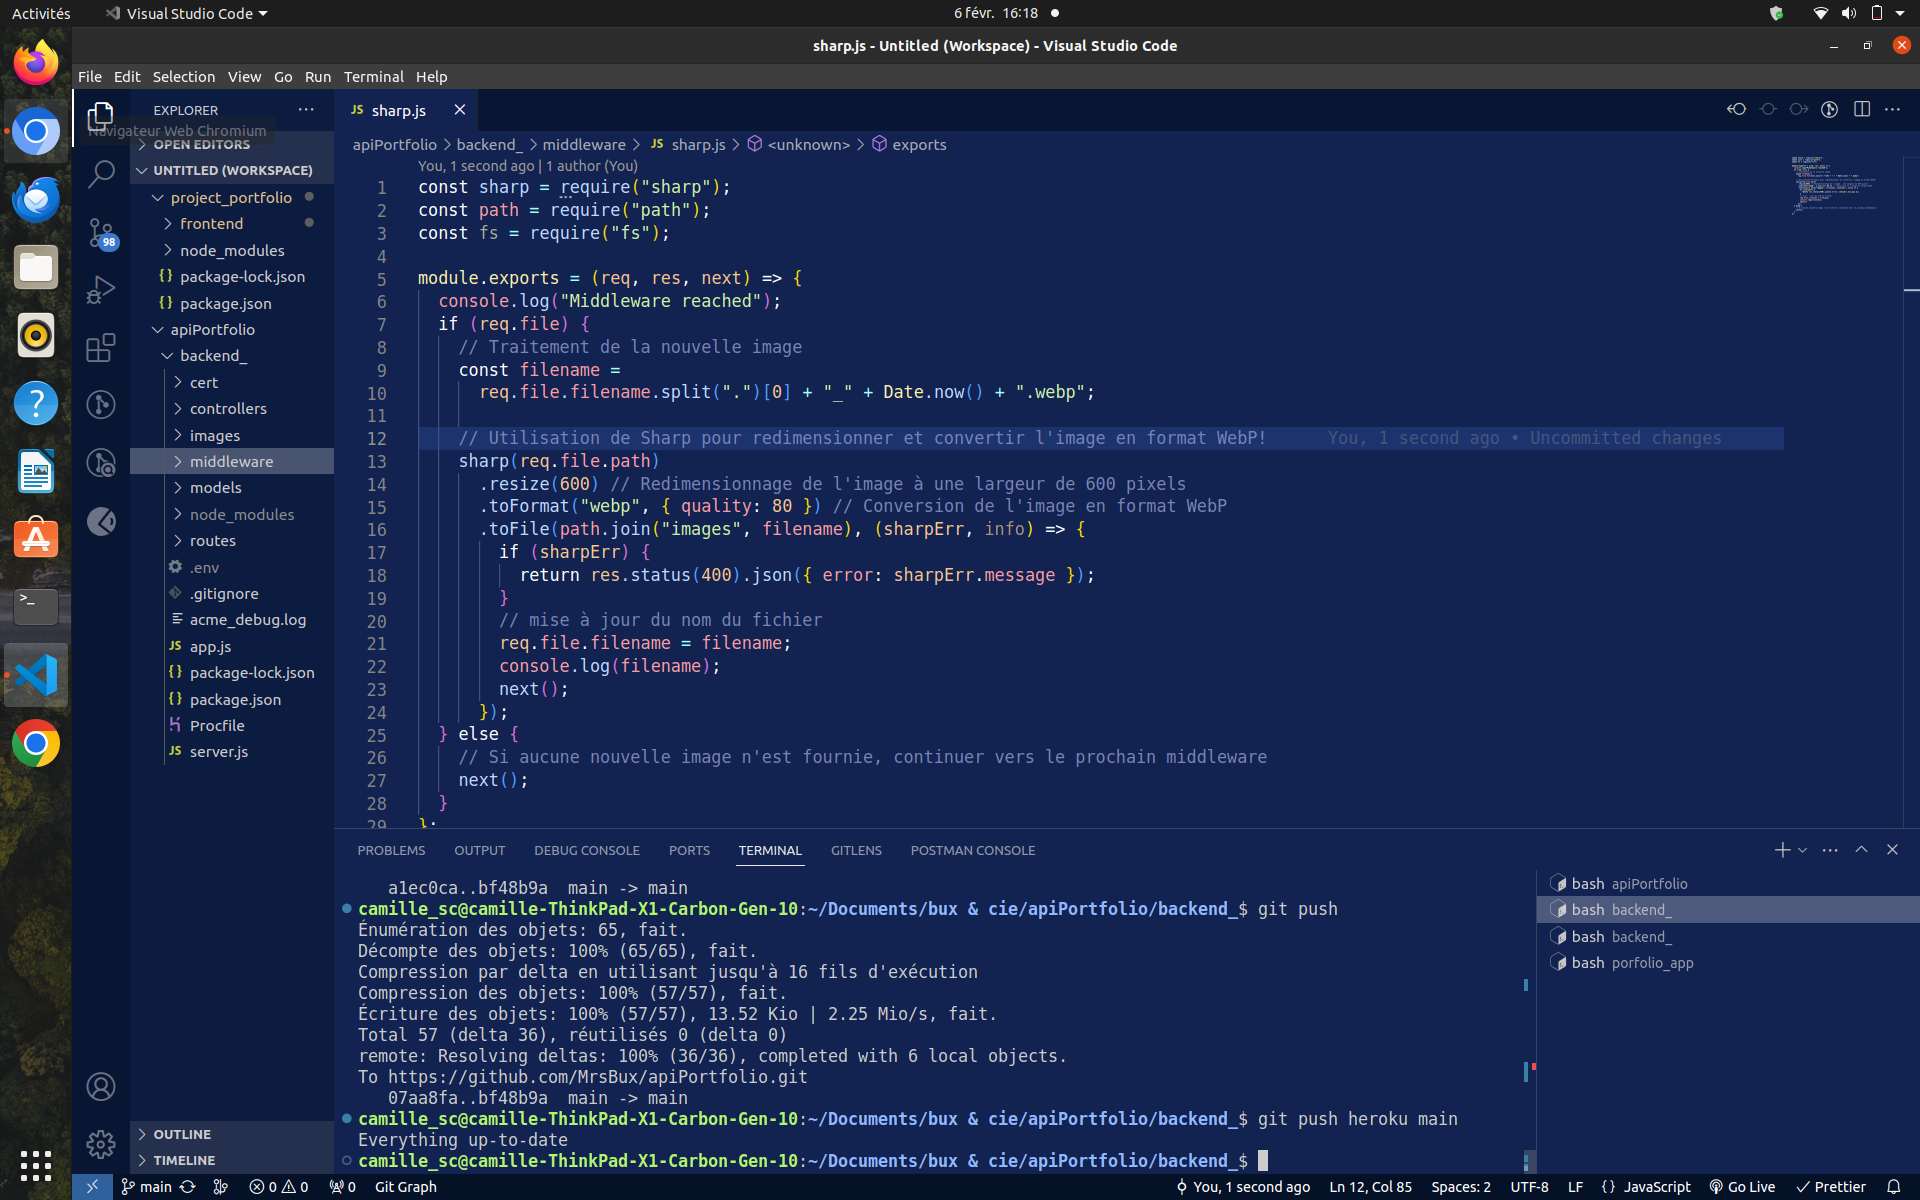 Activités
Visual Studio Code
6 févr.  16:18
sharp.js - Untitled (Workspace) - Visual Studio Code
File Edit Selection View Go Run Terminal Help
EXPLORER
Navigateur Web Chromium
OPEN EDITORS
UNTITLED (WORKSPACE)
project_portfolio
frontend
node_modules
{} package-lock.json
{} package.json
apiPortfolio
backend_
cert
controllers
images
middleware
models
node_modules
routes
.env
.gitignore
acme_debug.log
JS app.js
{} package-lock.json
{} package.json
Procfile
JS server.js
OUTLINE
TIMELINE
98
JS sharp.js
apiPortfolio > backend_ > middleware > JS sharp.js > <unknown> > exports
You, 1 second ago | 1 author (You)
1 const sharp = require("sharp");
2 const path = require("path");
3 const fs = require("fs");
4
5 module.exports = (req, res, next) => {
6 console.log("Middleware reached");
7 if (req.file) {
8 // Traitement de la nouvelle image
9 const filename =
10 req.file.filename.split(".")[0] + "_" + Date.now() + ".webp";
11
12 // Utilisation de Sharp pour redimensionner et convertir l'image en format WebP! You, 1 second ago • Uncommitted changes
13 sharp(req.file.path)
14 .resize(600) // Redimensionnage de l'image à une largeur de 600 pixels
15 .toFormat("webp", { quality: 80 }) // Conversion de l'image en format WebP
16 .toFile(path.join("images", filename), (sharpErr, info) => {
17 if (sharpErr) {
18 return res.status(400).json({ error: sharpErr.message });
19 }
20 // mise à jour du nom du fichier
21 req.file.filename = filename;
22 console.log(filename);
23 next();
24 });
25 } else {
26 // Si aucune nouvelle image n'est fournie, continuer vers le prochain middleware
27 next();
28 }
29 };
PROBLEMS OUTPUT DEBUG CONSOLE PORTS TERMINAL GITLENS POSTMAN CONSOLE
a1ec0ca..bf48b9a  main -> main
camille_sc@camille-ThinkPad-X1-Carbon-Gen-10:~/Documents/bux & cie/apiPortfolio/backend_$ git push
Énumération des objets: 65, fait.
Décompte des objets: 100% (65/65), fait.
Compression par delta en utilisant jusqu'à 16 fils d'exécution
Compression des objets: 100% (57/57), fait.
Écriture des objets: 100% (57/57), 13.52 Kio | 2.25 Mio/s, fait.
Total 57 (delta 36), réutilisés 0 (delta 0)
remote: Resolving deltas: 100% (36/36), completed with 6 local objects.
To https://github.com/MrsBux/apiPortfolio.git
07aa8fa..bf48b9a  main -> main
camille_sc@camille-ThinkPad-X1-Carbon-Gen-10:~/Documents/bux & cie/apiPortfolio/backend_$ git push heroku main
Everything up-to-date
camille_sc@camille-ThinkPad-X1-Carbon-Gen-10:~/Documents/bux & cie/apiPortfolio/backend_$
bash apiPortfolio
bash backend_
bash backend_
bash porfolio_app
main 0 0 0 Git Graph You, 1 second ago Ln 12, Col 85 Spaces: 2 UTF-8 LF {} JavaScript Go Live Prettier